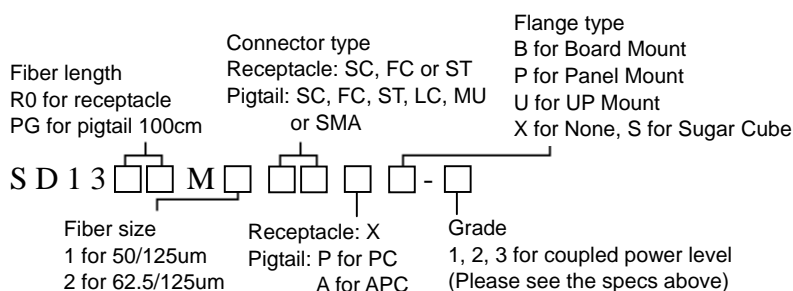 Fiber length
R0 for receptacle
PG for pigtail 100cm
Connector type
Receptacle: SC, FC or ST
Pigtail: SC, FC, ST, LC, MU
or SMA
Flange type
B for Board Mount
P for Panel Mount
U for UP Mount
X for None, S for Sugar Cube
SD13□□ M□ □□ □ □-□
Fiber size
1 for 50/125um
2 for 62.5/125um
Receptacle: X
Pigtail: P for PC
A for APC
Grade
1, 2, 3 for coupled power level
(Please see the specs above)